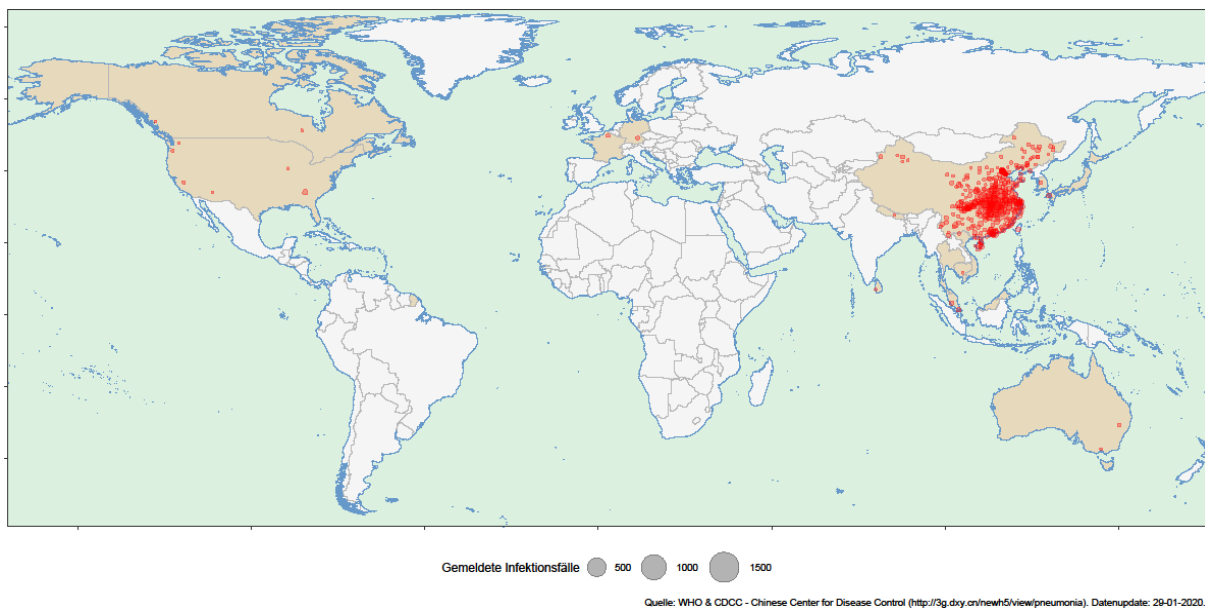 Gemeldete Infektionsfälle 500 1000 1500
Quelle: WHO & CDCC - Chinese Center for Disease Control (http://3g.dxy.cn/newh5/view/pneumonia). Datenupdate: 29-01-2020.